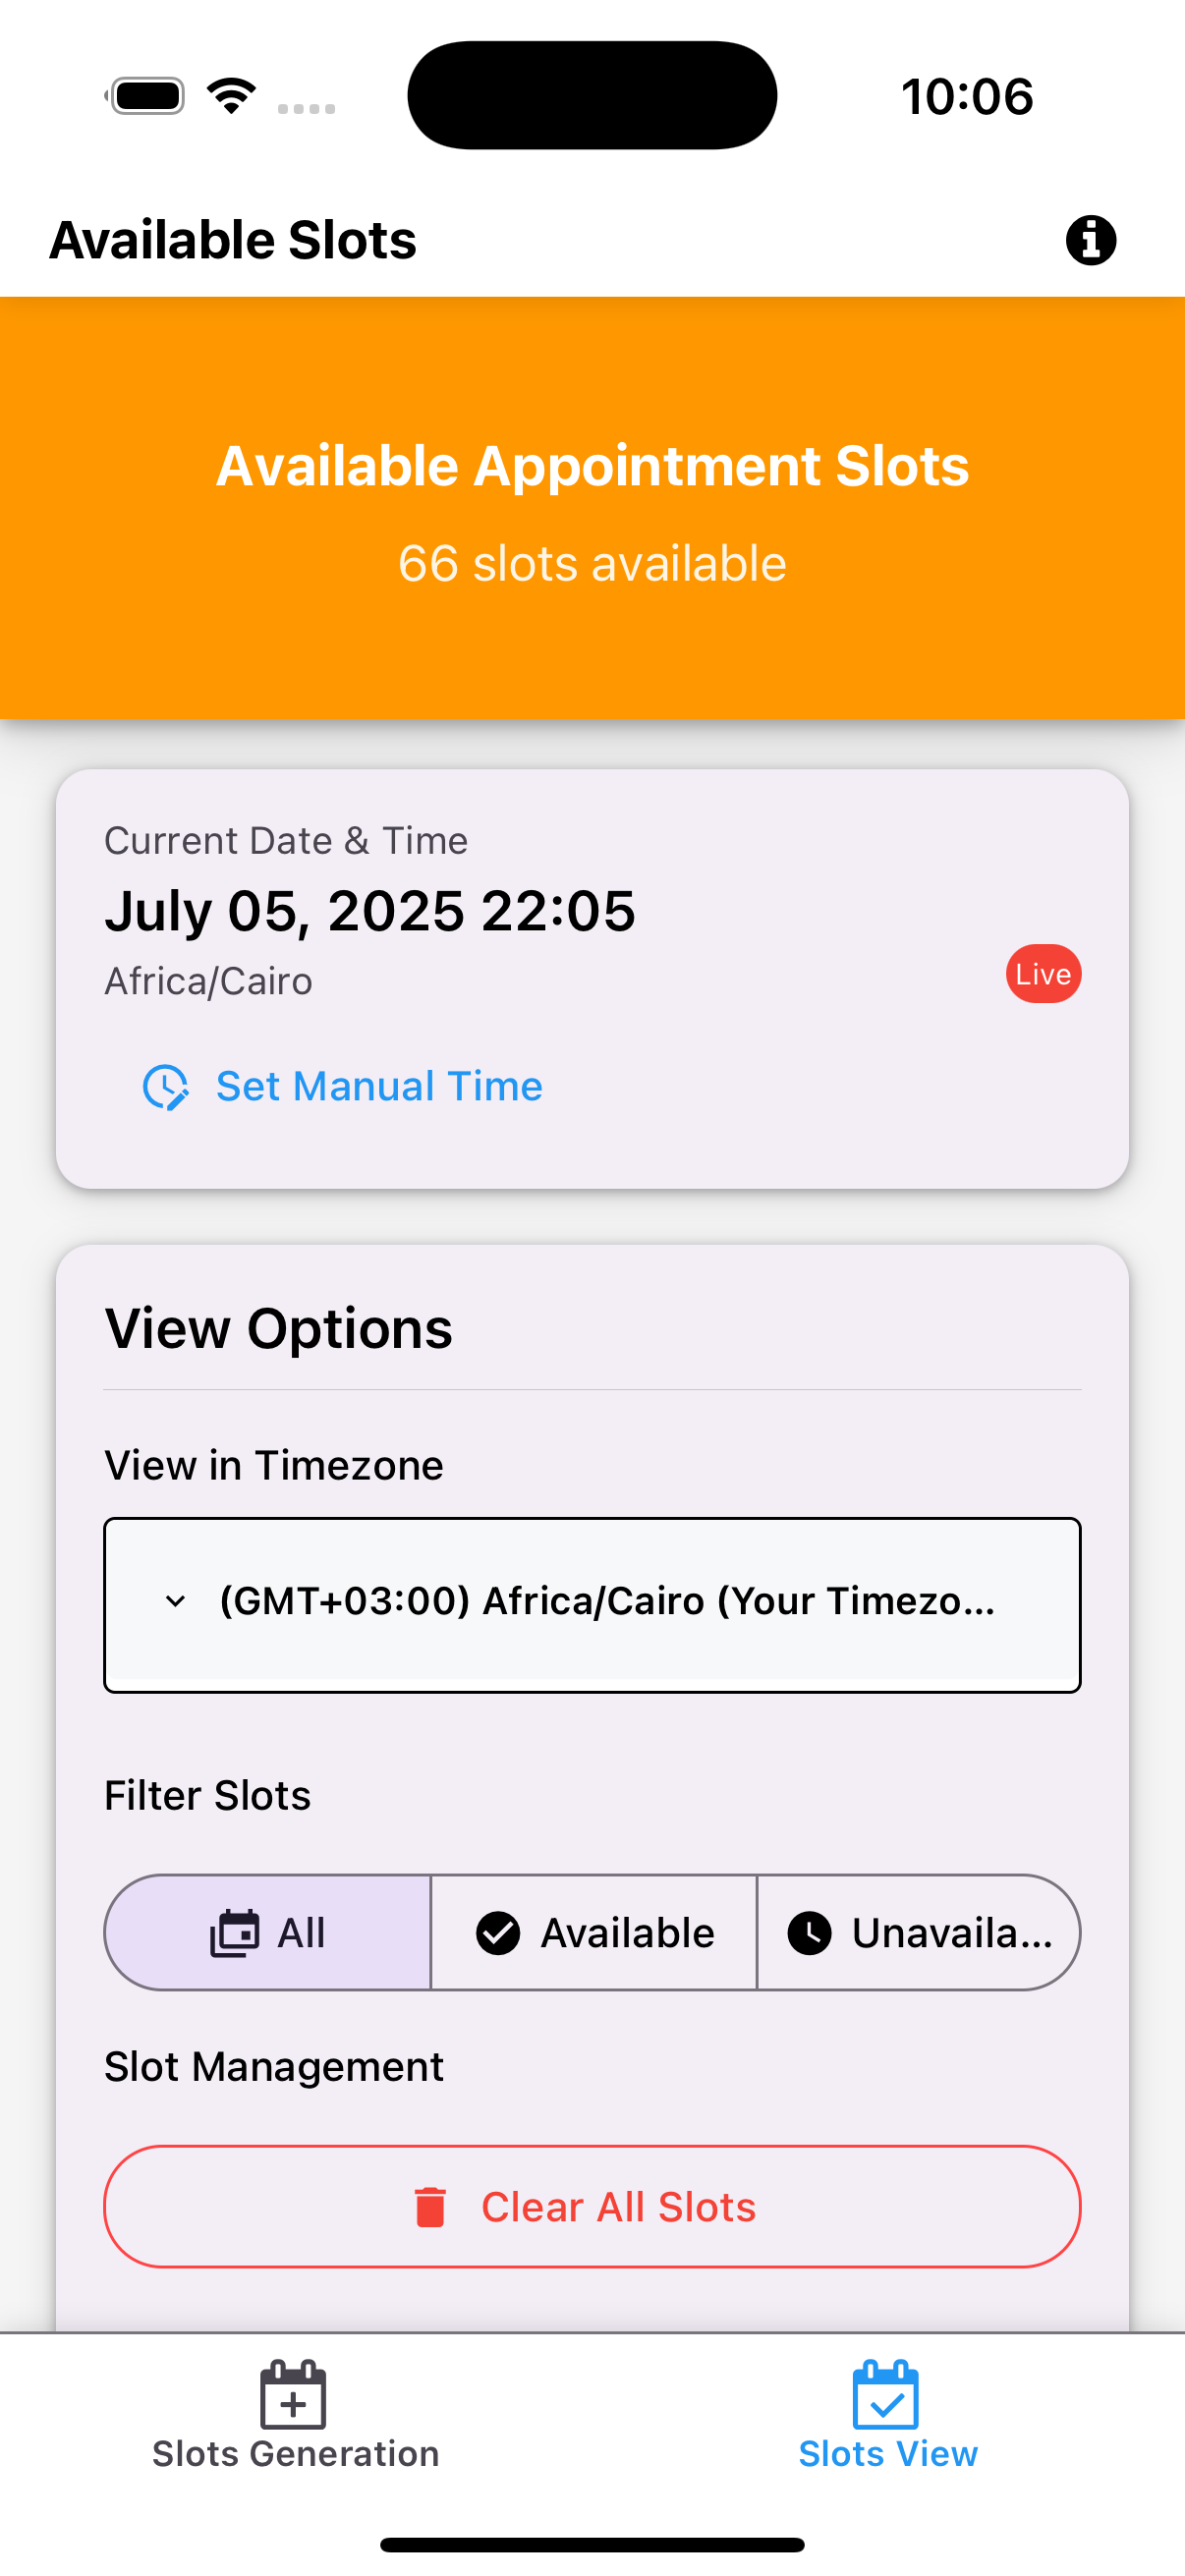 10:06
Available Slots
Available Appointment Slots
66 slots available
Current Date & Time
July 05, 2025 22:05
Africa/Cairo
Live
Set Manual Time
View Options
View in Timezone
(GMT+03:00) Africa/Cairo (Your Timezo...
Filter Slots
All
Available
Unavaila...
Slot Management
Clear All Slots
Slots Generation
Slots View